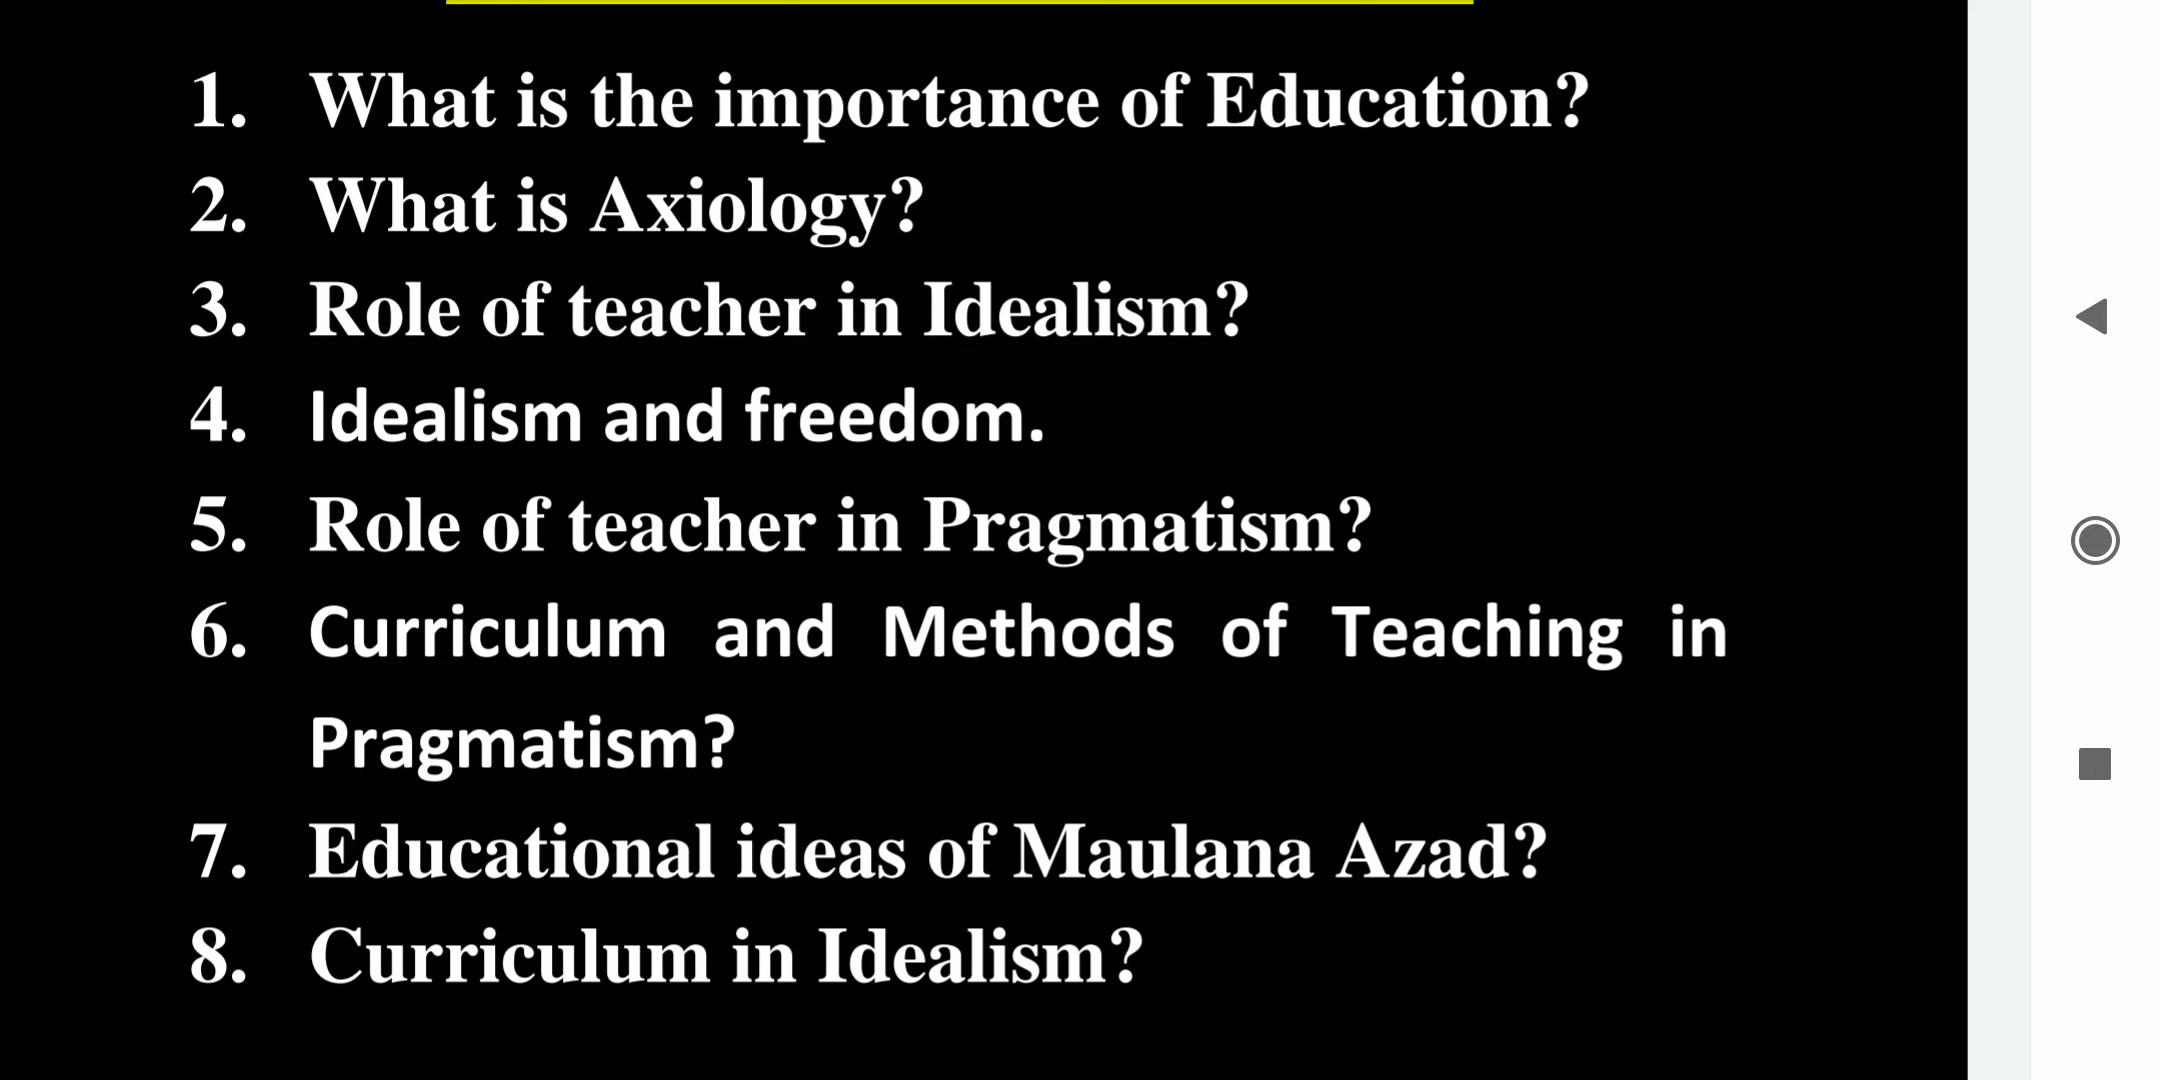 1. What is the importance of Education?
2. What is Axiology?
3. Role of teacher in Idealism?
4. Idealism and freedom.
5. Role of teacher in Pragmatism?
6. Curriculum and Methods of Teaching in
Pragmatism?
7. Educational ideas of Maulana Azad?
8. Curriculum in Idealism?